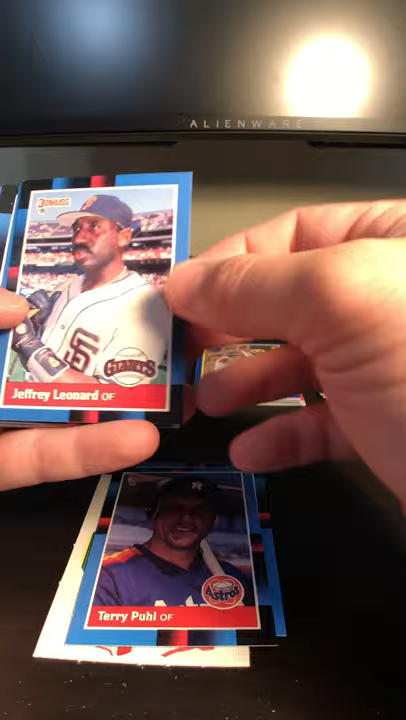 ALIENWARE
DONRUSS
SF
GIANTS
Jeffrey Leonard OF
Astros
Terry Puhl OF